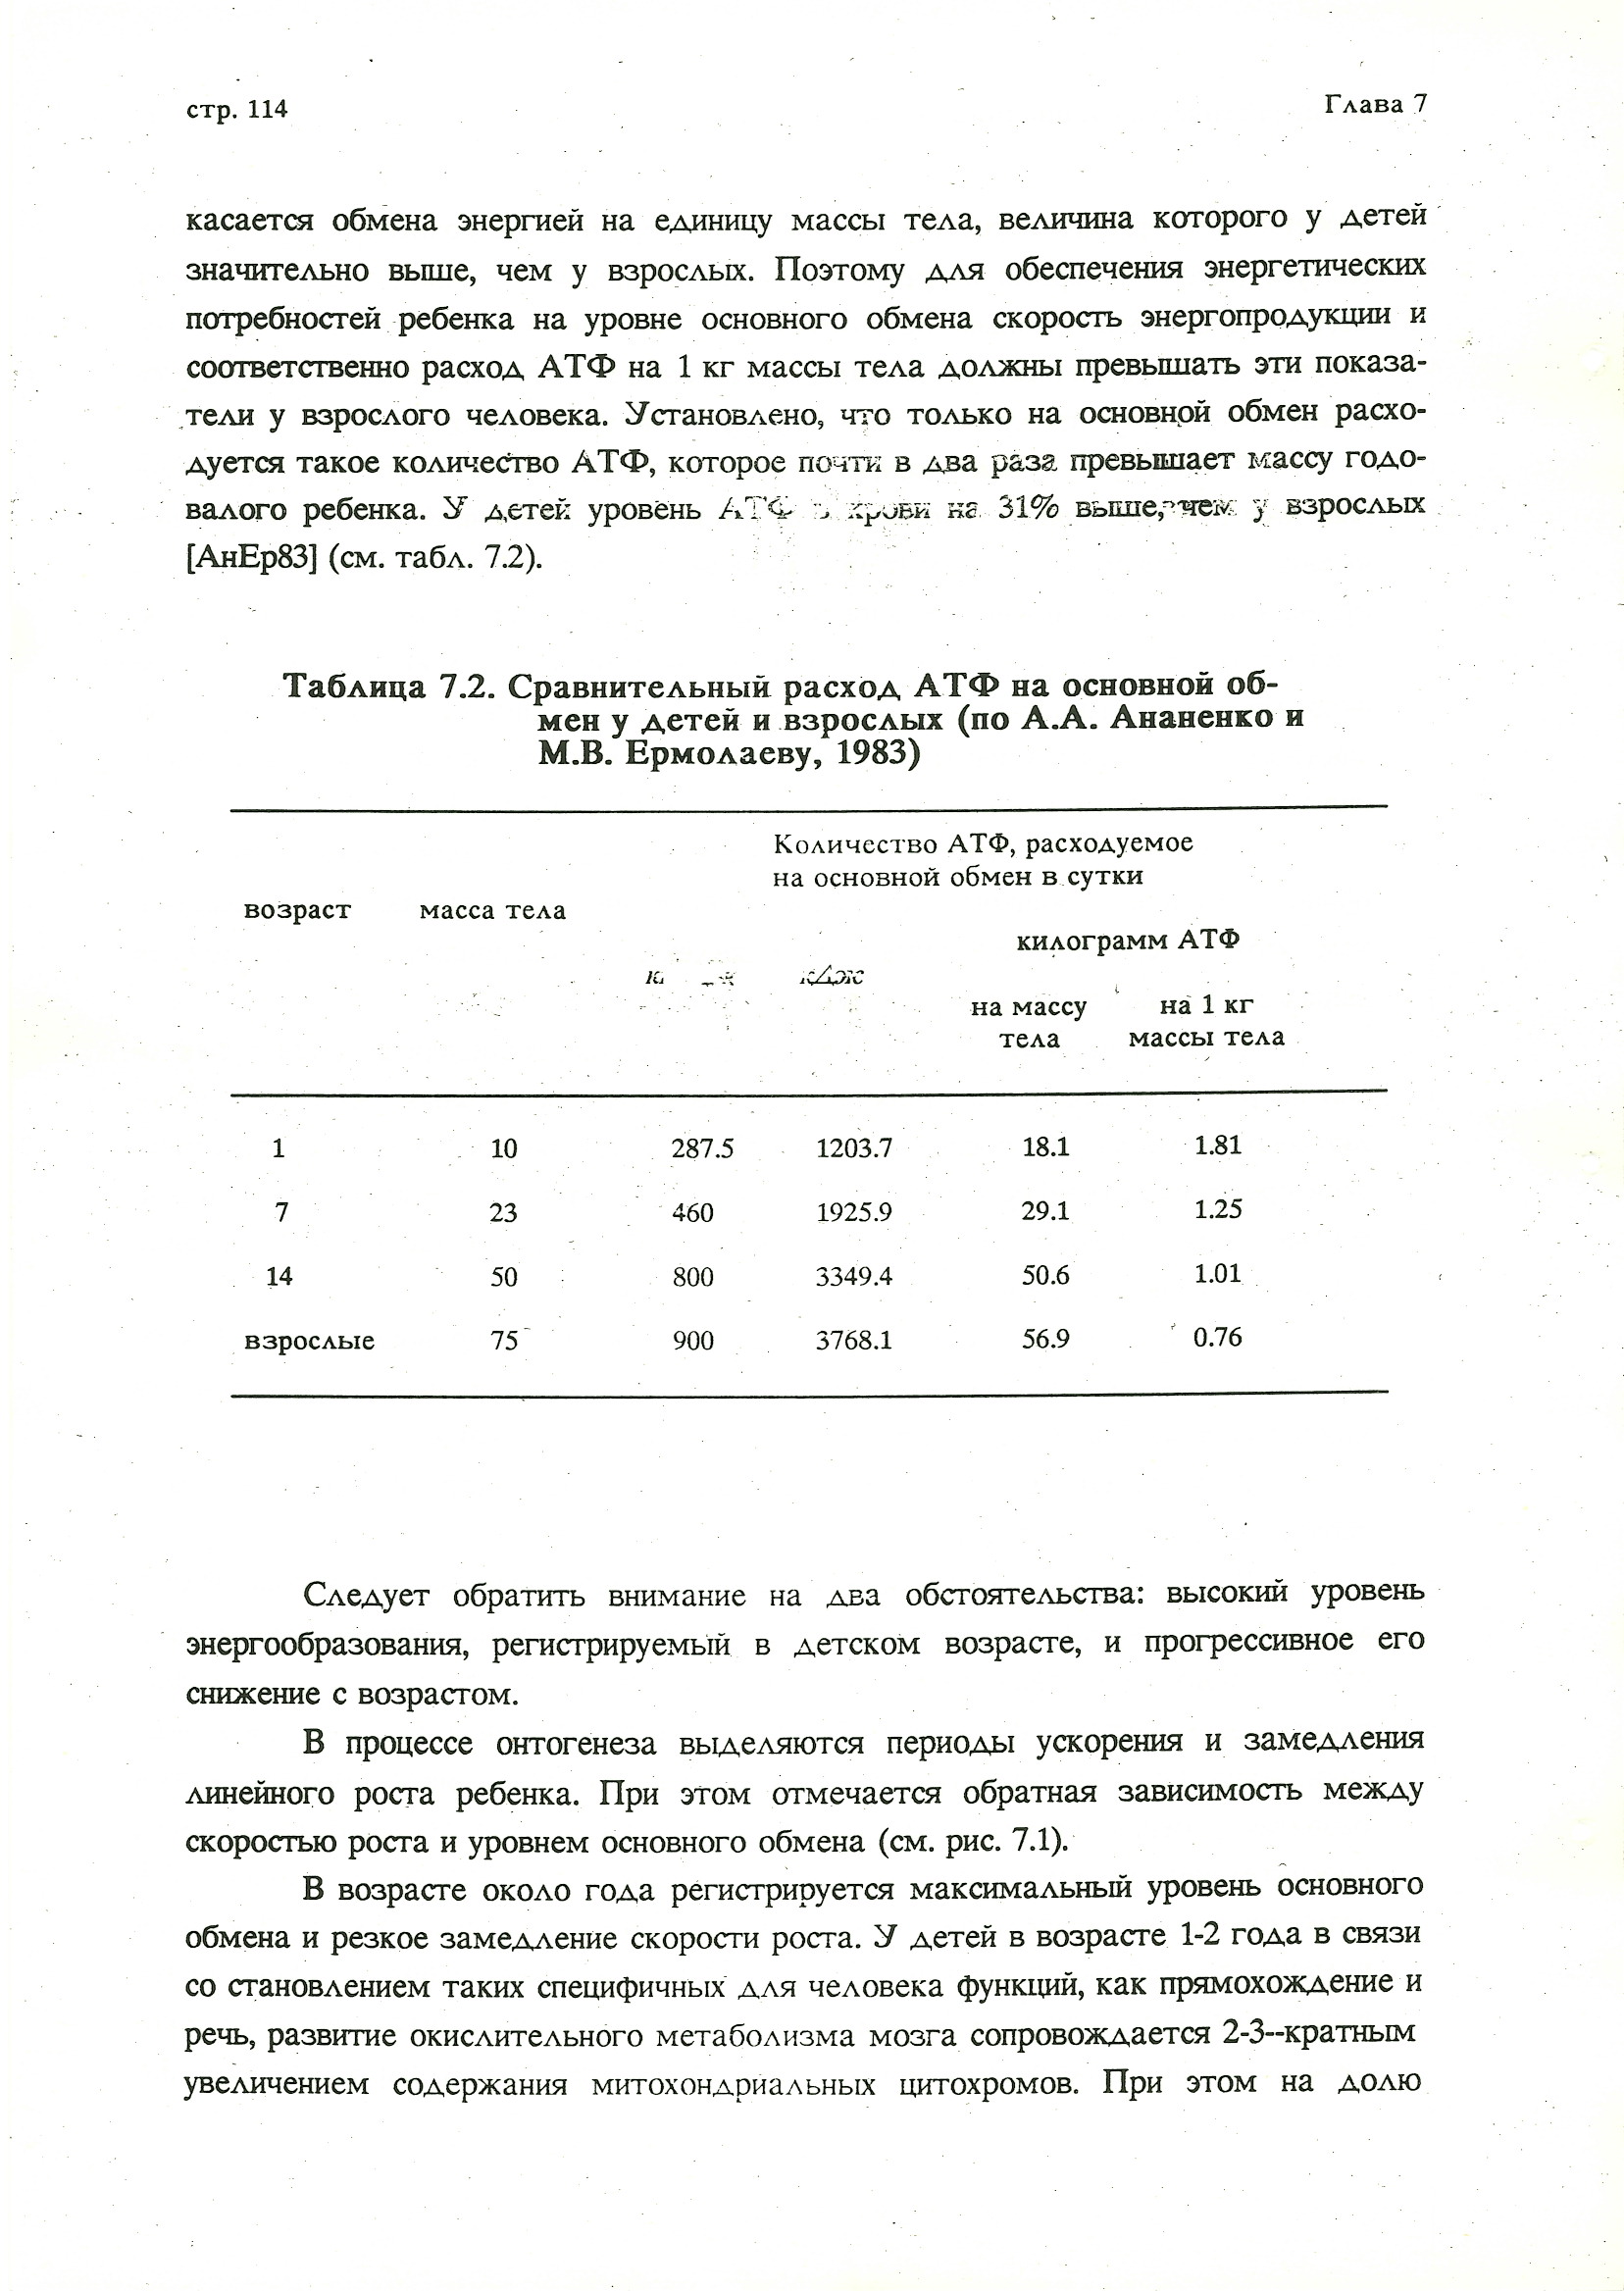 стр. 114
Глава 7
касается обмена энергией на единицу массы тела, величина которого у детей
значительно выше, чем у взрослых. Поэтому для обеспечения энергетических
потребностей ребенка на уровне основного обмена скорость энергопродукции и
соответственно расход АТФ на 1 кг массы тела должны превышать эти показа-
тели у взрослого человека. Установлено, что только на основной обмен расхо-
дуется такое количество АТФ, которое почти в два раза превышает массу годо-
валого ребенка. У детей уровень АТФ в крови на 31% выше, чем у взрослых
[АнЕр83] (см. табл. 7.2).
Таблица 7.2. Сравнительный расход АТФ на основной об-
мен у детей и взрослых (по А.А. Ананенко и
М.В. Ермолаеву, 1983)
Количество АТФ, расходуемое
на основной обмен в сутки
возраст масса тела
килограмм АТФ
кДж
на массу на 1 кг
тела массы тела
1 10 287.5 1203.7 18.1 1.81
7 23 460 1925.9 29.1 1.25
14 50 800 3349.4 50.6 1.01
взрослые 75 900 3768.1 56.9 0.76
Следует обратить внимание на два обстоятельства: высокий уровень
энергообразования, регистрируемый в детском возрасте, и прогрессивное его
снижение с возрастом.
В процессе онтогенеза выделяются периоды ускорения и замедления
линейного роста ребенка. При этом отмечается обратная зависимость между
скоростью роста и уровнем основного обмена (см. рис. 7.1).
В возрасте около года регистрируется максимальный уровень основного
обмена и резкое замедление скорости роста. У детей в возрасте 1-2 года в связи
со становлением таких специфичных для человека функций, как прямохождение и
речь, развитие окислительного метаболизма мозга сопровождается 2-3--кратным
увеличением содержания митохондриальных цитохромов. При этом на долю